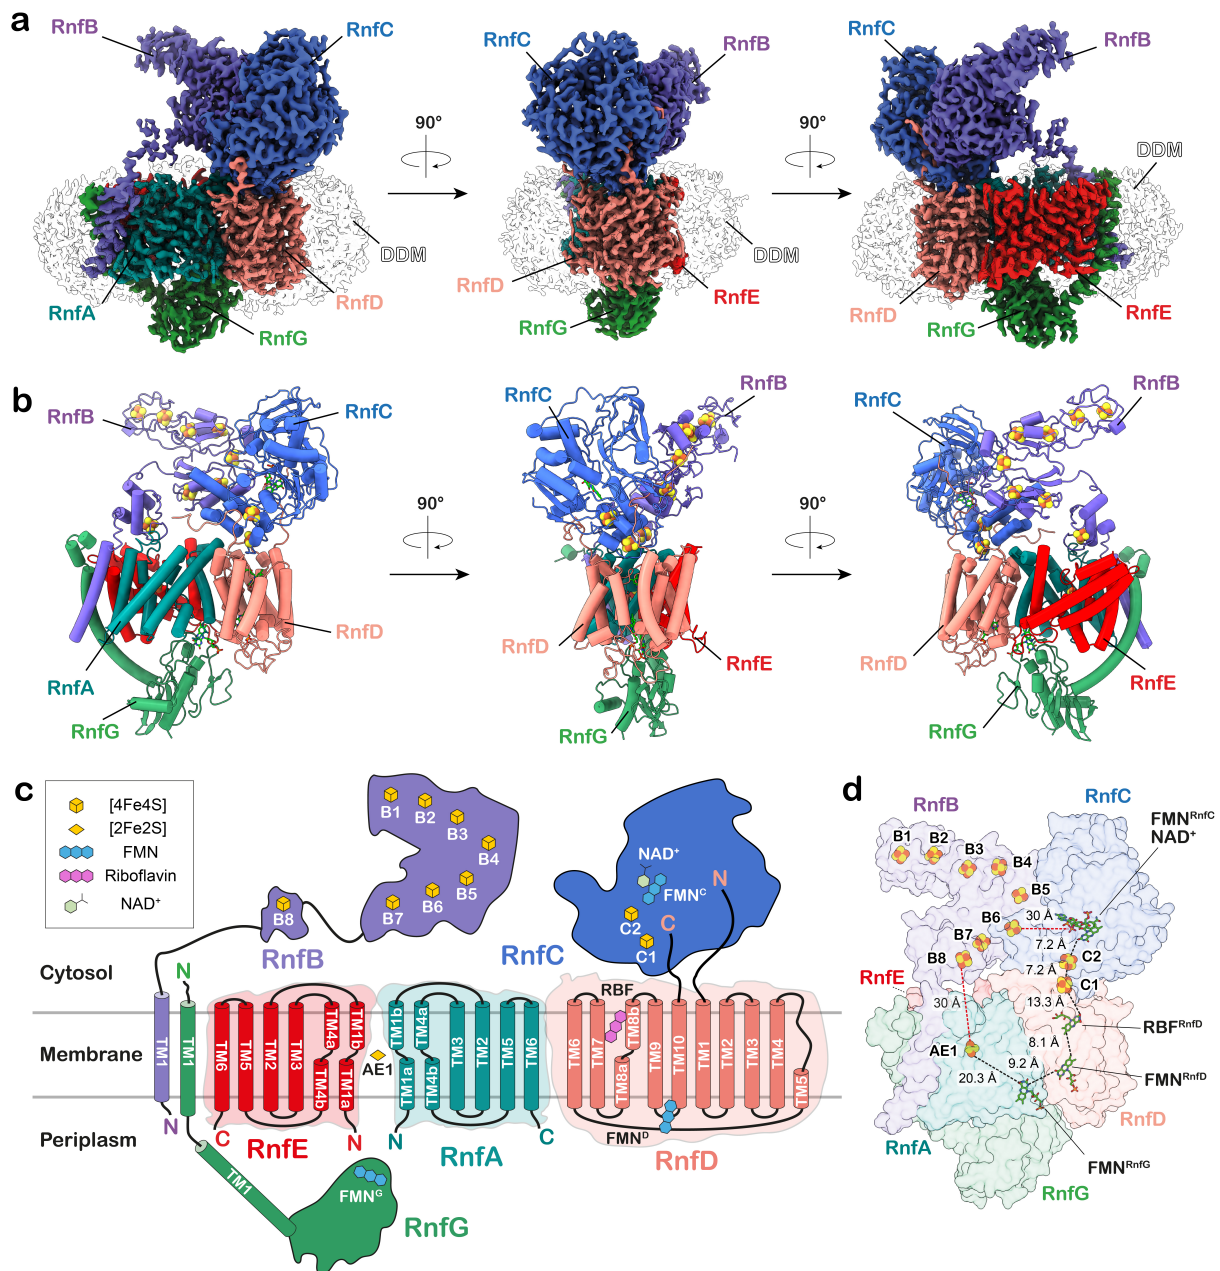 a
RnfB
RnfC
RnfC
RnfB
RnfC
RnfB
90°
90°
DDM
DDM
DDM
RnfA
RnfD
RnfG
RnfD
RnfE
RnfG
RnfD
RnfG
RnfE
b
RnfB
RnfC
RnfC
RnfB
RnfC
RnfB
90°
90°
RnfD
RnfA
RnfG
RnfD
RnfE
RnfG
RnfD
RnfG
RnfE
c
[4Fe4S]
[2Fe2S]
FMN
Riboflavin
NAD⁺
B1
B2
B3
B4
B5
B6
B7
B8
RnfB
NAD⁺
FMNᶜ
N
C2
C
C1
RnfC
Cytosol
Membrane
Periplasm
N
TM1
TM1
N
TM6
TM5
TM2
TM3
TM4a
TM1b
TM4b
TM1a
C
RnfE
N
AE1
TM1b
TM4a
TM1a
TM4b
TM3
TM2
TM5
TM6
N
RnfA
C
RBF
TM6
TM7
TM8b
TM8a
TM9
TM10
TM1
TM2
TM3
TM4
TM5
FMNᴰ
RnfD
TM1
FMNᴳ
RnfG
d
RnfB
RnfC
FMNᴿⁿᶠᶜ
NAD⁺
B1
B2
B3
B4
B5
B6
30 Å
B7
7.2 Å
B8
C2
7.2 Å
RnfE
C1
30 Å
13.3 Å
RBFᴿⁿᶠᴰ
AE1
8.1 Å
9.2 Å
20.3 Å
FMNᴿⁿᶠᴰ
RnfD
RnfA
FMNᴿⁿᶠᴳ
RnfG